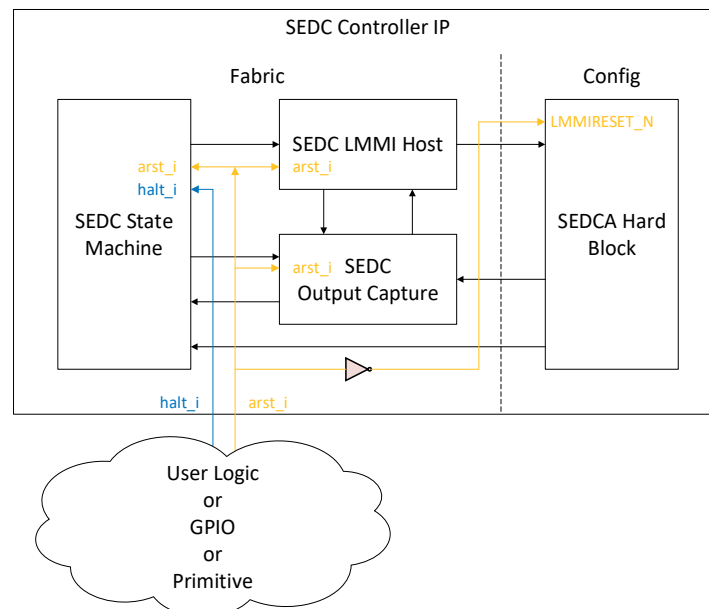 SEDC Controller IP
Fabric
Config
SEDC LMMI Host
LMMIRESET_N
arst_i
arst_i
halt_i
SEDC State
Machine
SEDCA Hard
Block
arst_i
SEDC
Output Capture
halt_i
arst_i
User Logic
or
GPIO
or
Primitive